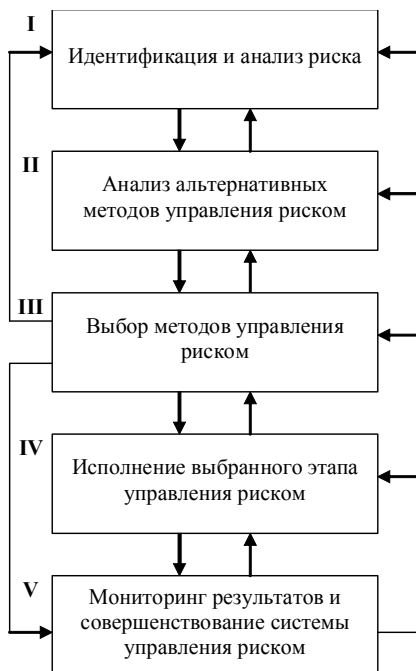 I
Идентификация и анализ риска
II
Анализ альтернативных
методов управления риском
III
Выбор методов управления
риском
IV
Исполнение выбранного этапа
управления риском
V
Мониторинг результатов и
совершенствование системы
управления риском